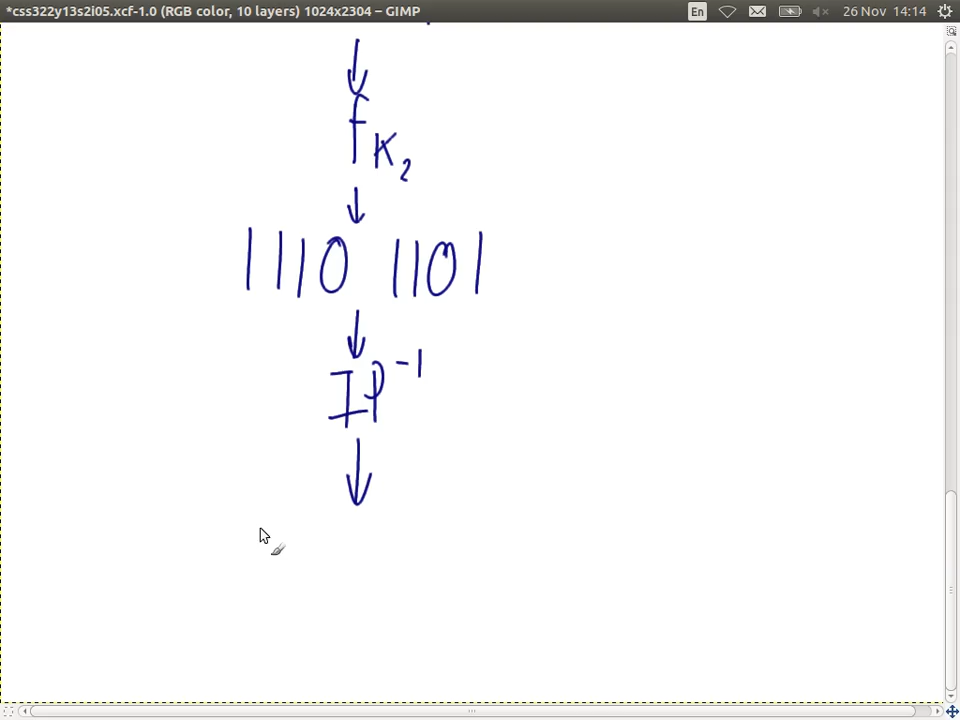 *css322y13s2i05.xcf-1.0 (RGB color, 10 layers) 1024x2304 – GIMP
En
26 Nov 14:14
↓
f K₂
↓
1110 1101
↓
IP⁻¹
↓